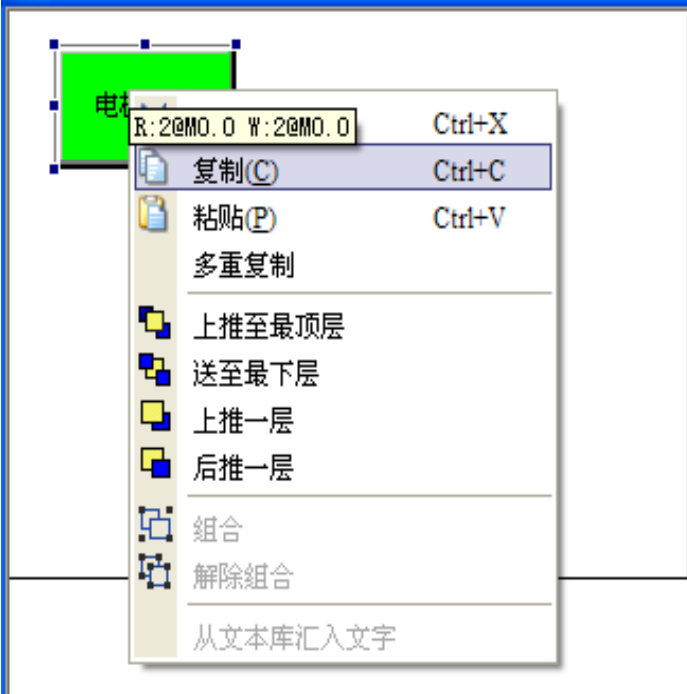 电
R:2@M0.0 W:2@M0.0
Ctrl+X
复制(C) Ctrl+C
粘贴(P) Ctrl+V
多重复制
上推至最顶层
送至最下层
上推一层
后推一层
组合
解除组合
从文本库汇入文字